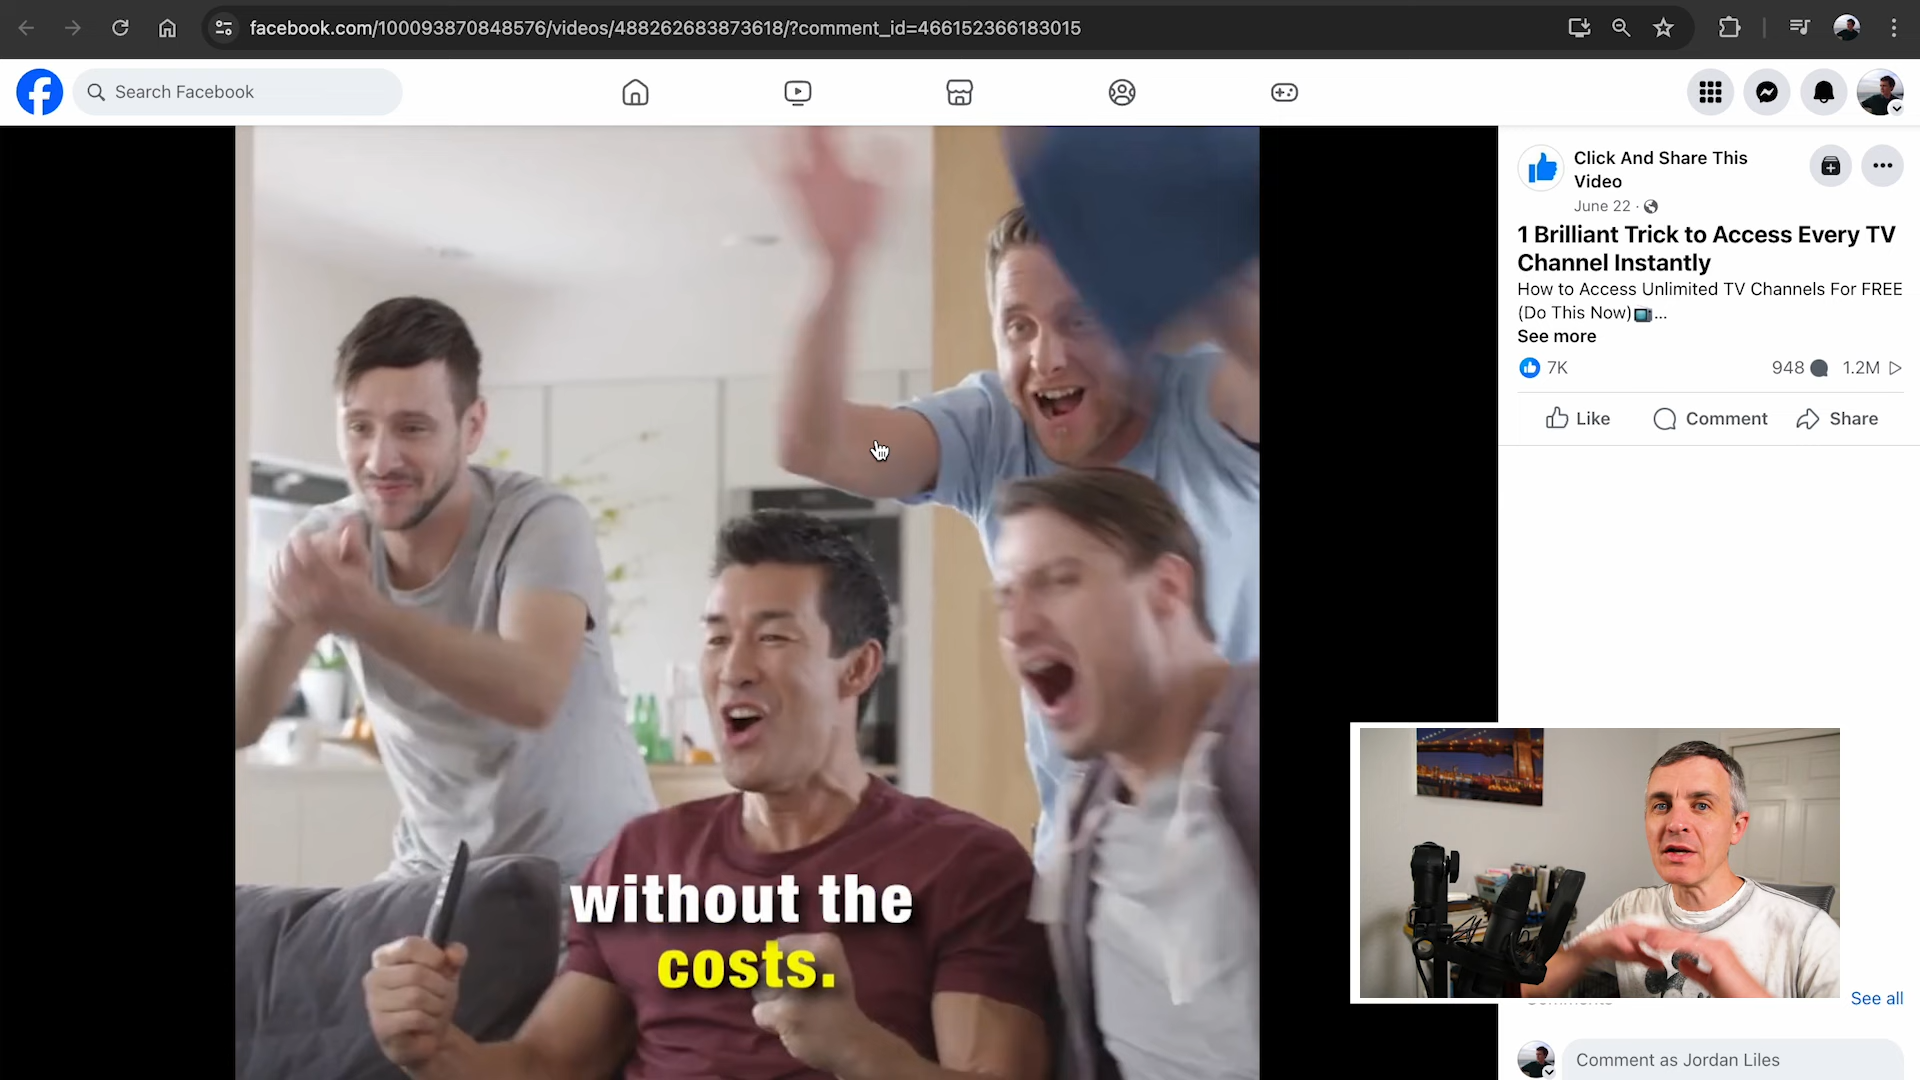 facebook.com/100093870848576/videos/488262683873618/?comment_id=466152366183015
Search Facebook
Click And Share This
Video
June 22 ·
1 Brilliant Trick to Access Every TV
Channel Instantly
How to Access Unlimited TV Channels For FREE
(Do This Now)📺...
See more
7K
948
1.2M
Like
Comment
Share
without the
costs.
See all
Comment as Jordan Liles